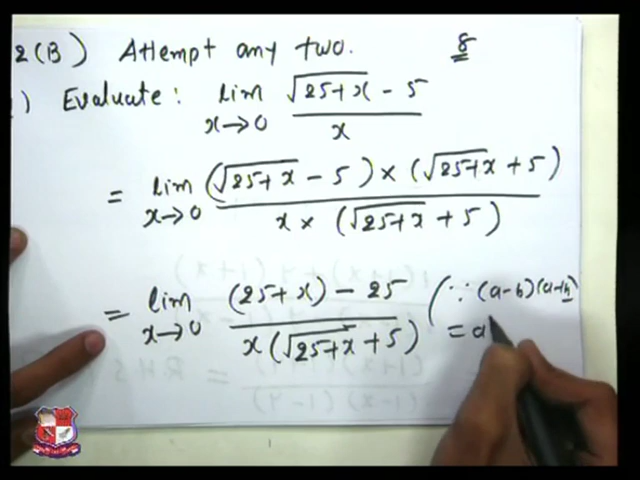 2(B) Attempt any two. 8
) Evaluate: lim x→0 (√(25+x) - 5) / x
= lim x→0 (√(25+x) - 5) × (√(25+x) + 5) / x × (√(25+x) + 5)
= lim x→0 (25+x) - 25 / x(√(25+x) + 5) (∵ (a-b)(a+b)
= a